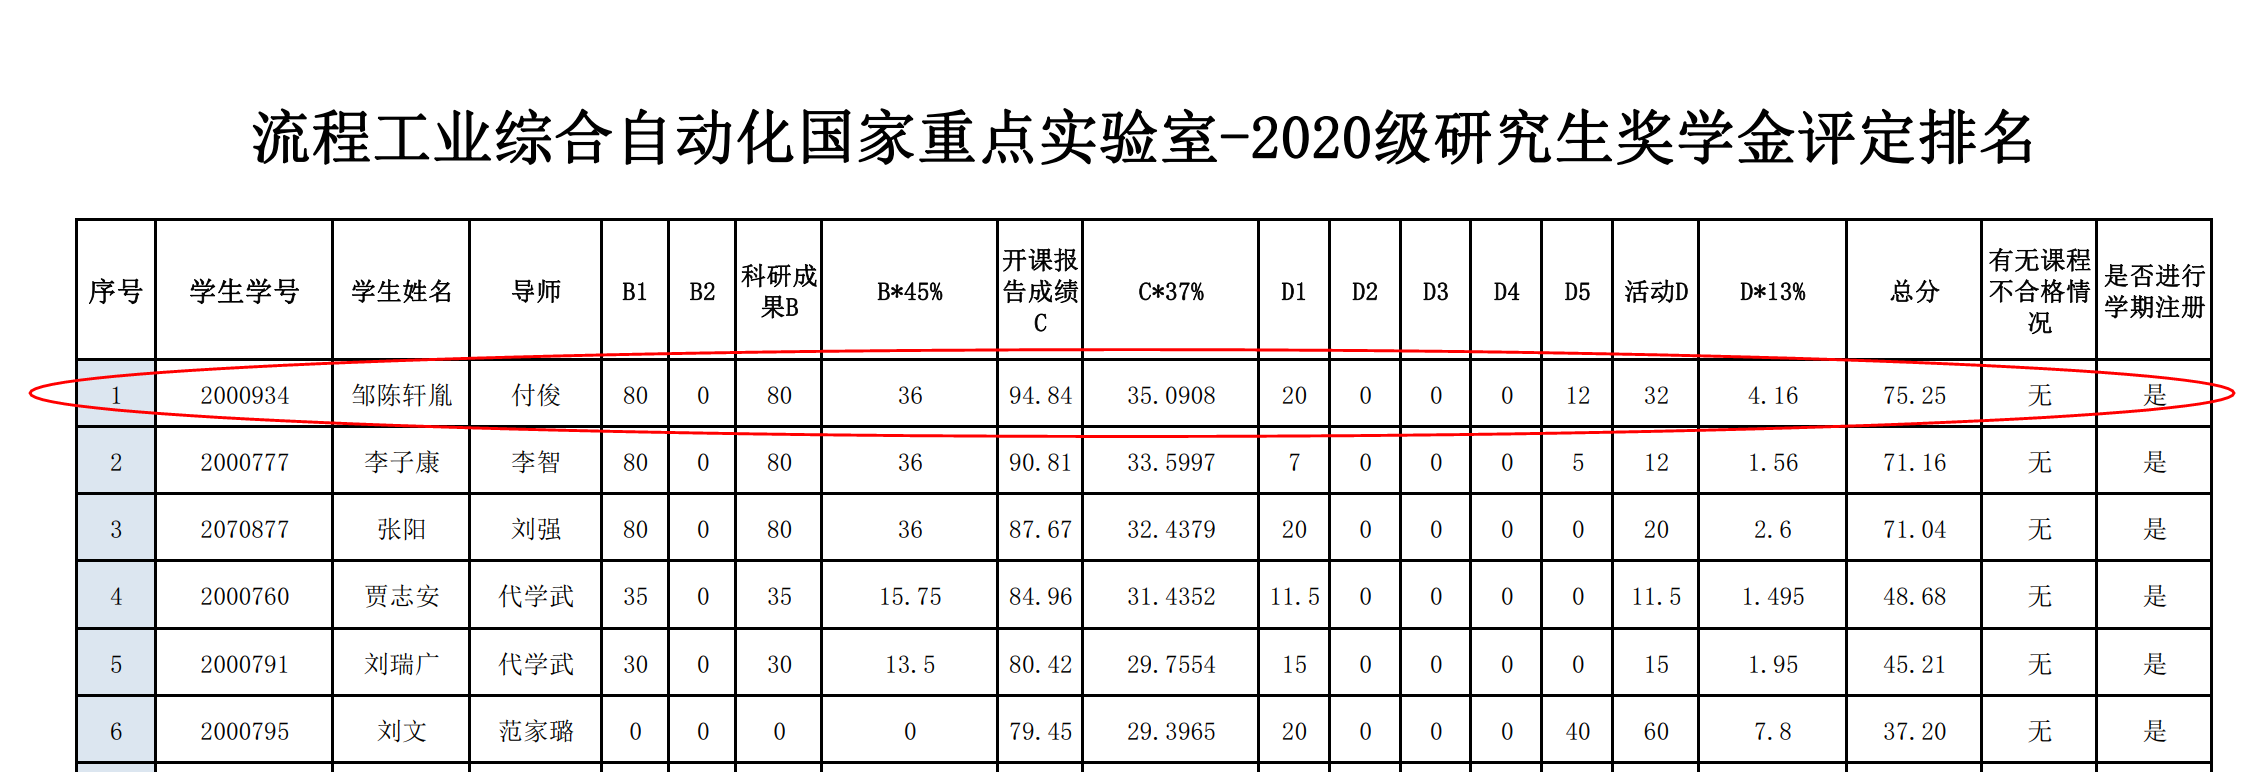 流程工业综合自动化国家重点实验室-2020级研究生奖学金评定排名
序号 学生学号 学生姓名 导师 B1 B2 科研成果B B*45% 开课报告成绩C C*37% D1 D2 D3 D4 D5 活动D D*13% 总分 有无课程不合格情况 是否进行学期注册
1 2000934 邹陈轩胤 付俊 80 0 80 36 94.84 35.0908 20 0 0 0 12 32 4.16 75.25 无 是
2 2000777 李子康 李智 80 0 80 36 90.81 33.5997 7 0 0 0 5 12 1.56 71.16 无 是
3 2070877 张阳 刘强 80 0 80 36 87.67 32.4379 20 0 0 0 0 20 2.6 71.04 无 是
4 2000760 贾志安 代学武 35 0 35 15.75 84.96 31.4352 11.5 0 0 0 0 11.5 1.495 48.68 无 是
5 2000791 刘瑞广 代学武 30 0 30 13.5 80.42 29.7554 15 0 0 0 0 15 1.95 45.21 无 是
6 2000795 刘文 范家璐 0 0 0 0 79.45 29.3965 20 0 0 0 40 60 7.8 37.20 无 是